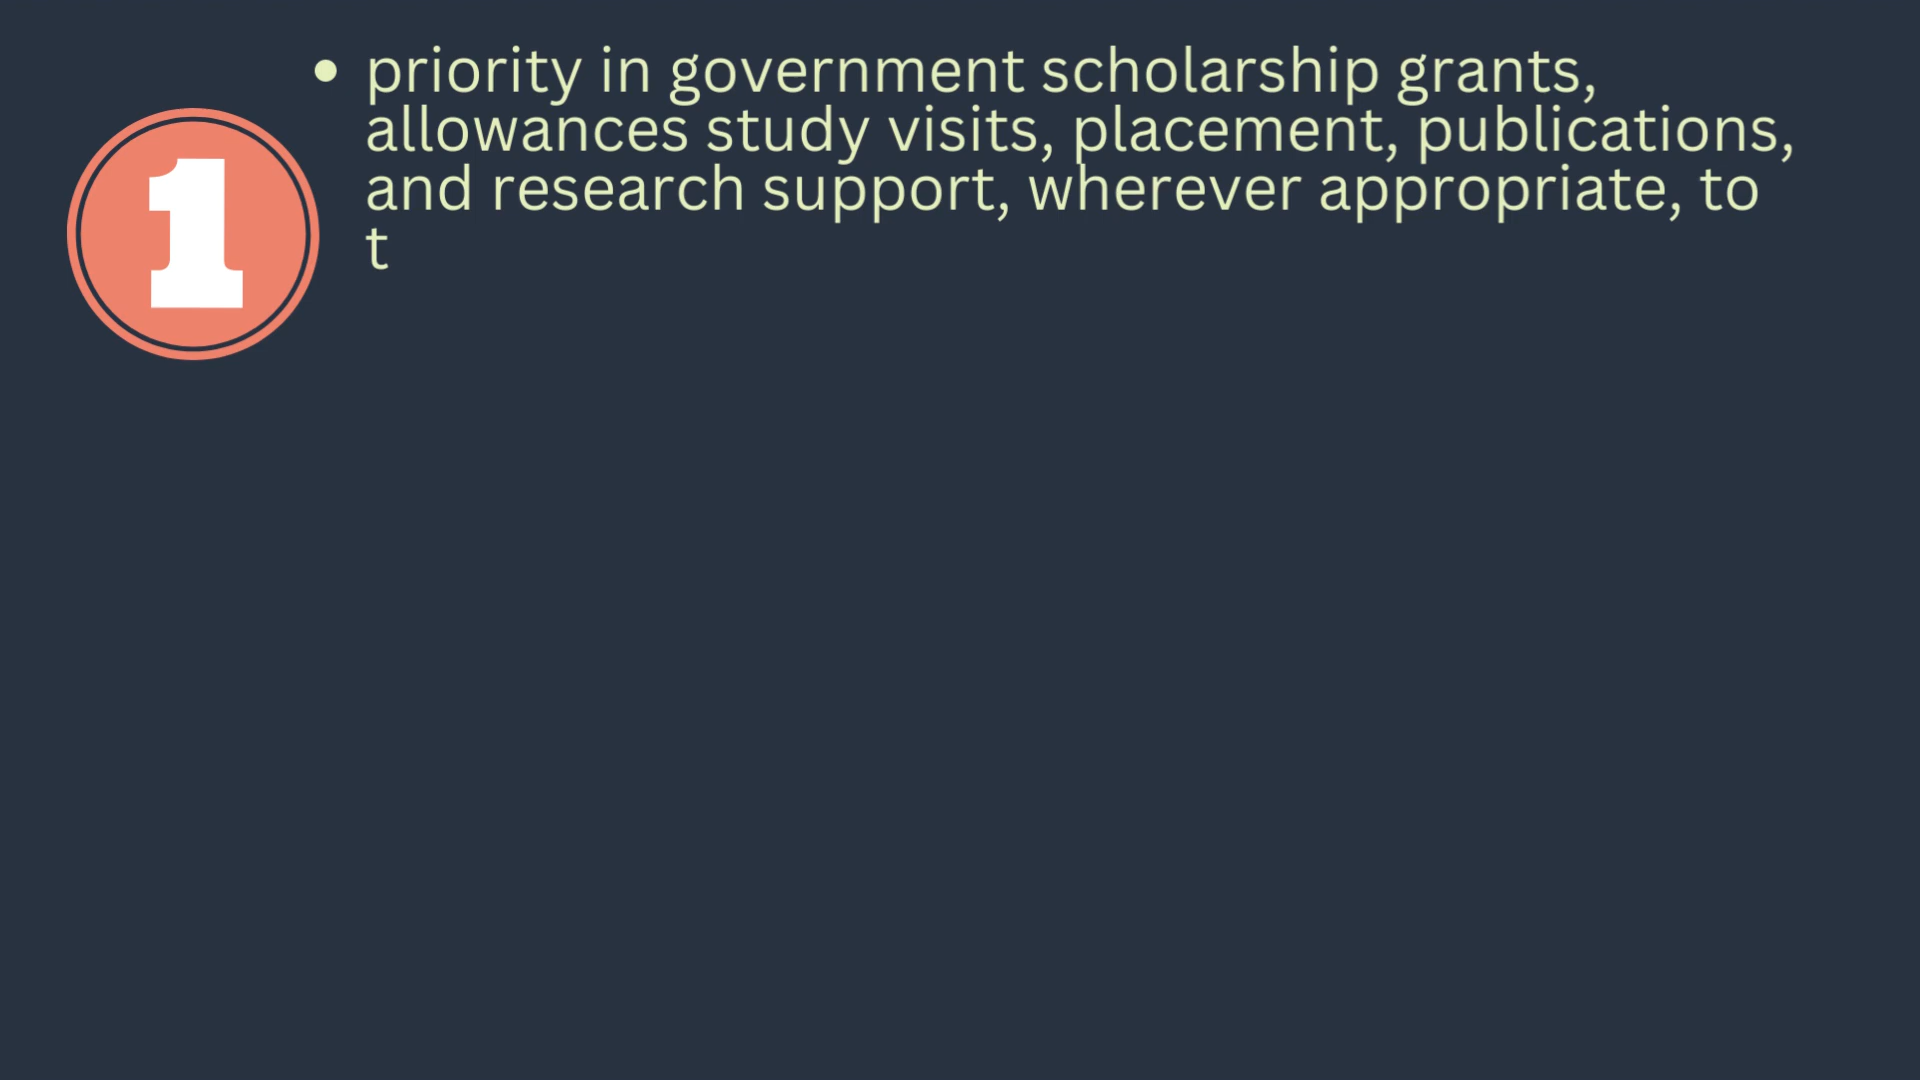 • priority in government scholarship grants,
allowances study visits, placement, publications,
and research support, wherever appropriate, to
t
1